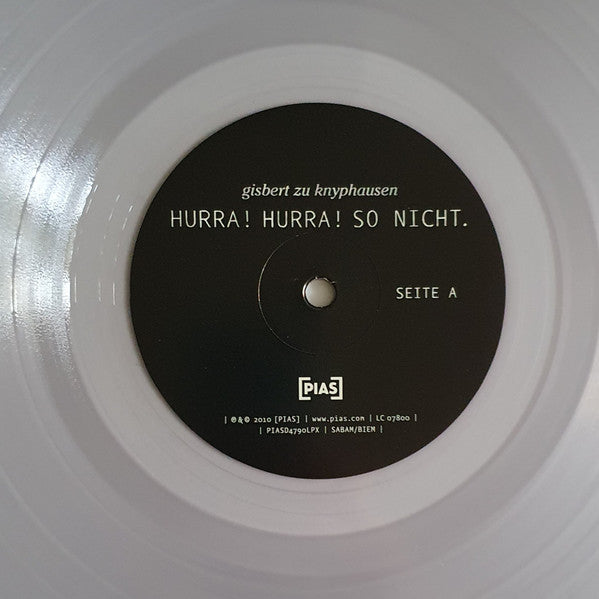 gisbert zu knyphausen
HURRA! HURRA! SO NICHT.
SEITE A
[PIAS]
| ℗&© 2010 [PIAS] | www.pias.com | LC 07800 |
| PIASD4790LPX | SABAM/BIEM |